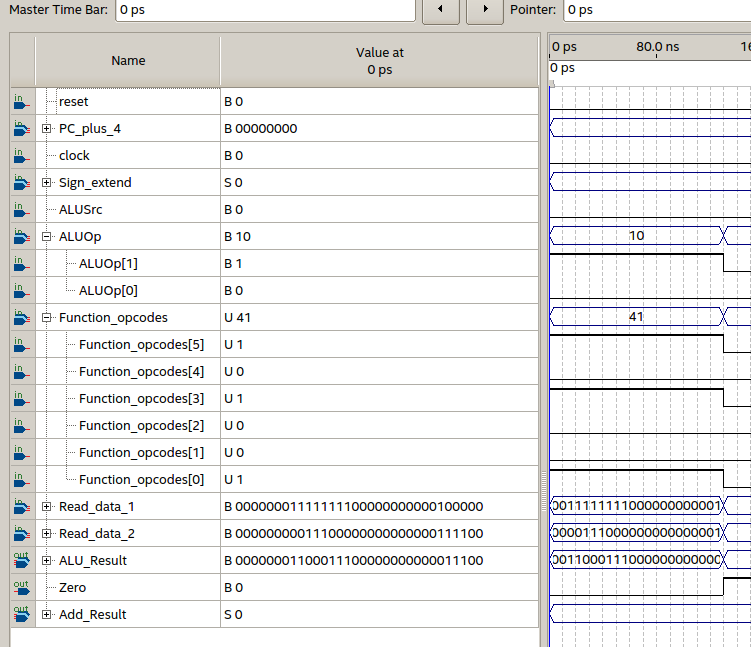 Master Time Bar: 0 ps Pointer: 0 ps
Name Value at 0 ps 0 ps 80.0 ns 16
0 ps
in reset B 0
in PC_plus_4 B 00000000
in clock B 0
in Sign_extend S 0
in ALUSrc B 0
in ALUOp B 10 10
in ALUOp[1] B 1
in ALUOp[0] B 0
in Function_opcodes U 41 41
in Function_opcodes[5] U 1
in Function_opcodes[4] U 0
in Function_opcodes[3] U 1
in Function_opcodes[2] U 0
in Function_opcodes[1] U 0
in Function_opcodes[0] U 1
in Read_data_1 B 00000001111111100000000000100000 0011111111000000000001
in Read_data_2 B 00000000011100000000000000111100 0000111000000000000001
out ALU_Result B 00000001100011100000000000011100 0011000111000000000000
out Zero B 0
out Add_Result S 0